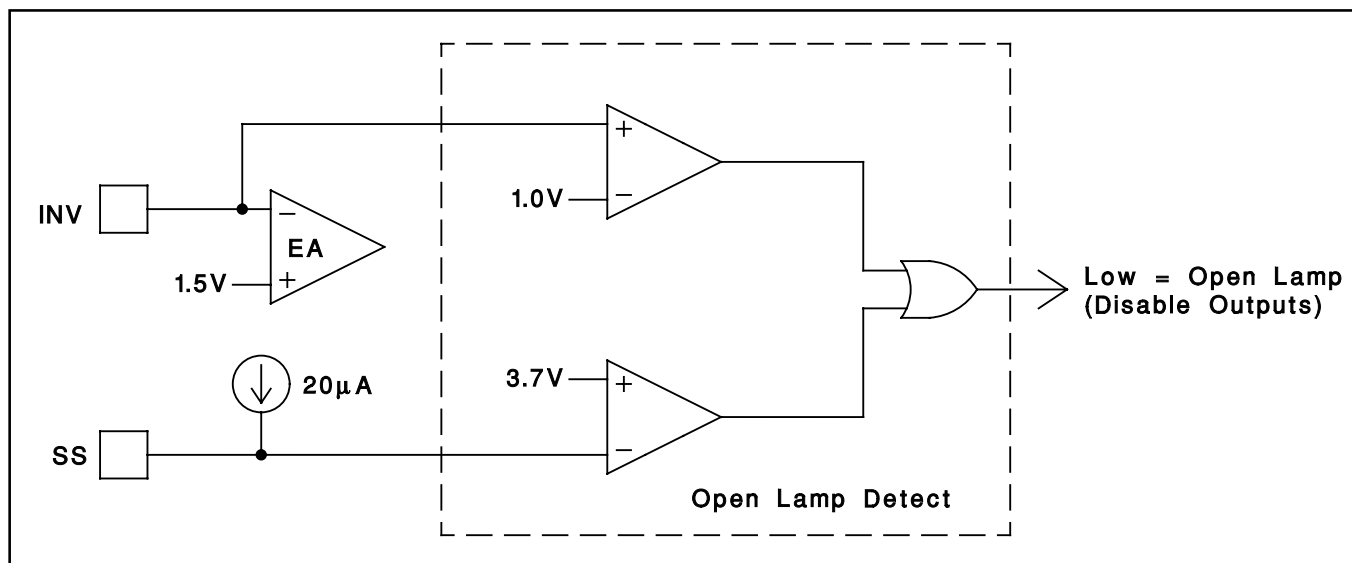 INV
1.5V
−
EA
+
+
1.0V
−
20µA
SS
3.7V
+
−
Open Lamp Detect
Low = Open Lamp
(Disable Outputs)